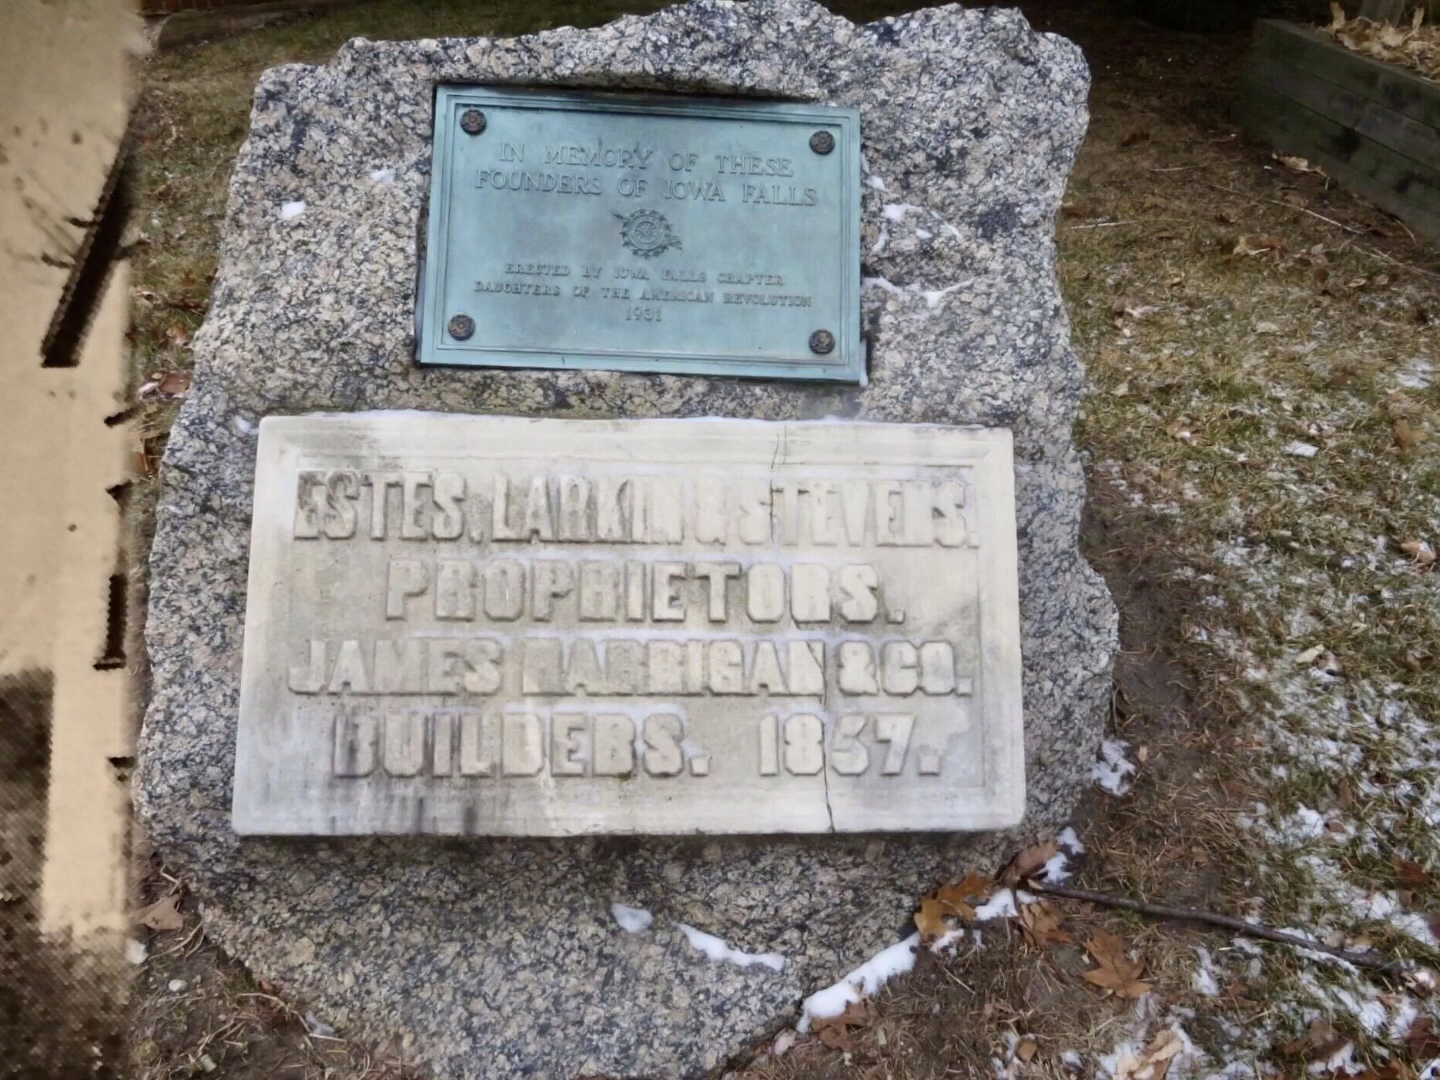 IN MEMORY OF THESE
FOUNDERS OF IOWA FALLS
ERECTED BY IOWA FALLS CHAPTER
DAUGHTERS OF THE AMERICAN REVOLUTION
1931
ESTES, LARKIN & STEVENS.
PROPRIETORS.
JAMES HARRIGAN & CO.
BUILDERS. 1857.